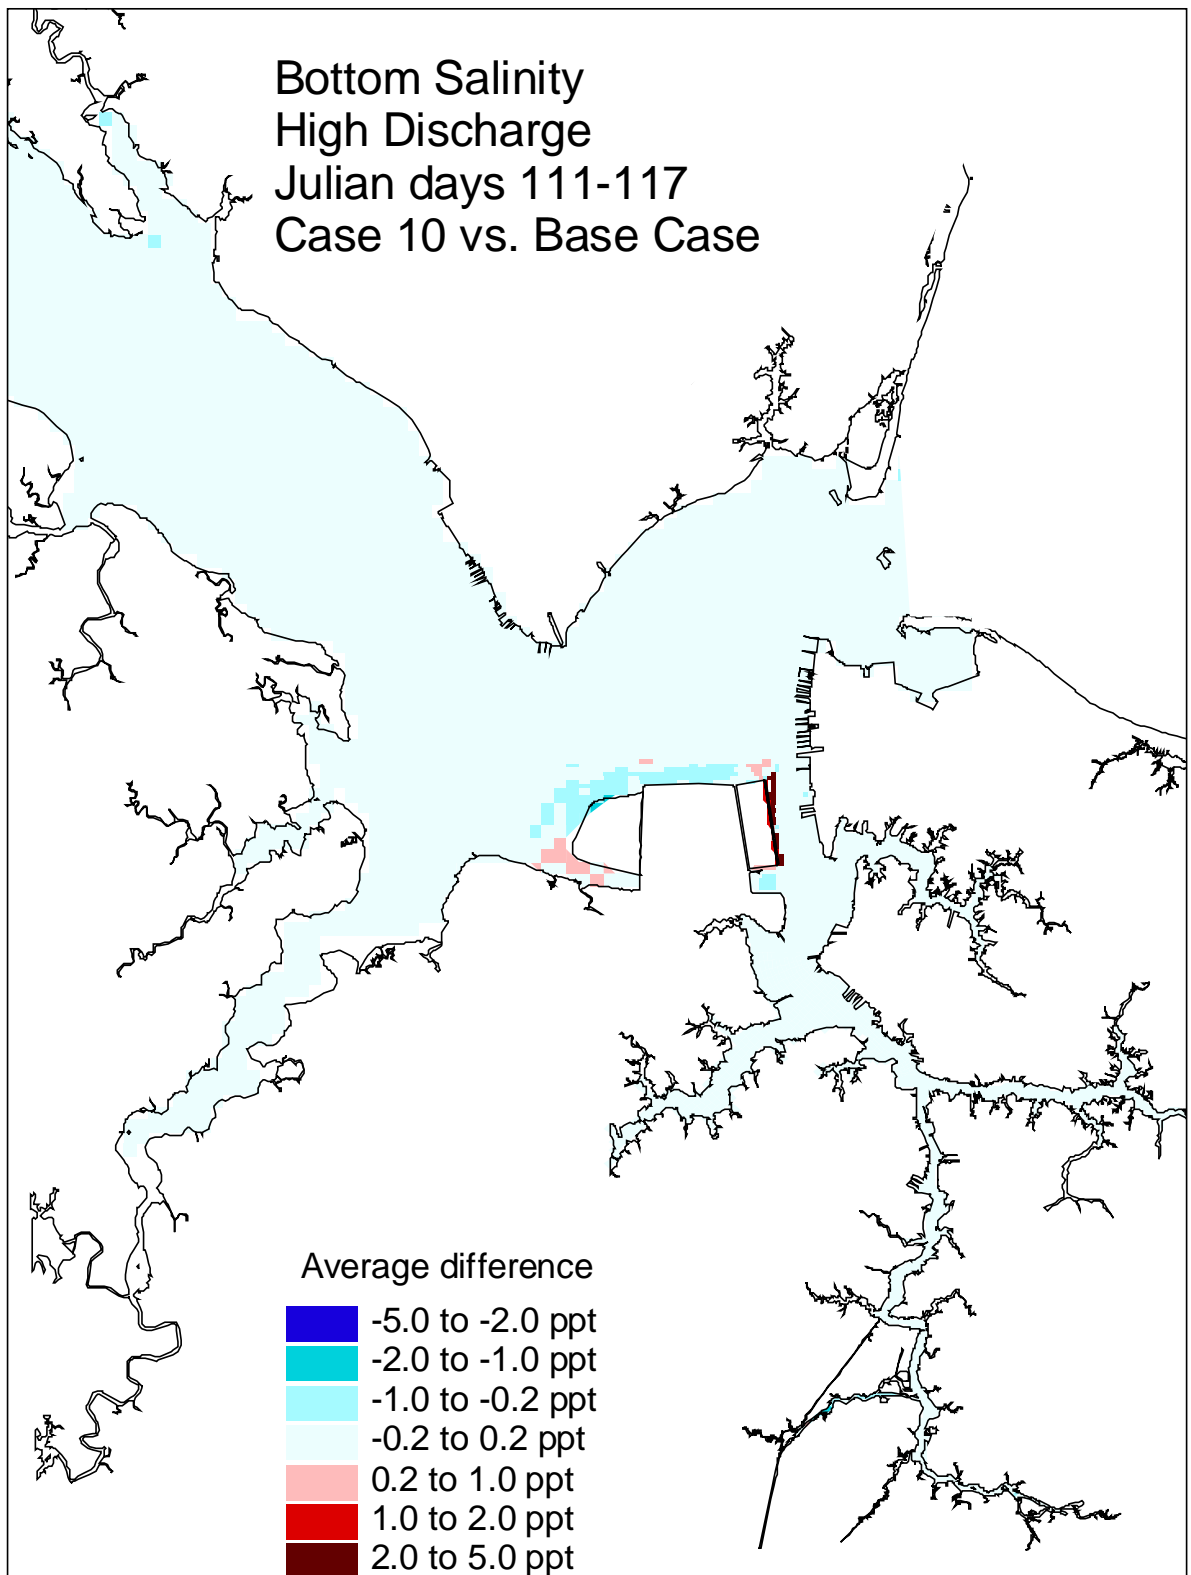 Bottom Salinity
High Discharge
Julian days 111-117
Case 10 vs. Base Case
Average difference
-5.0 to -2.0 ppt
-2.0 to -1.0 ppt
-1.0 to -0.2 ppt
-0.2 to 0.2 ppt
0.2 to 1.0 ppt
1.0 to 2.0 ppt
2.0 to 5.0 ppt